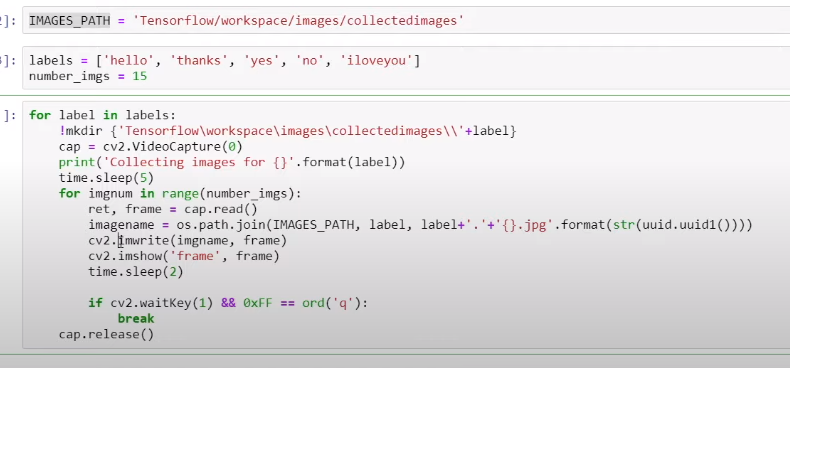 ]: IMAGES_PATH = 'Tensorflow/workspace/images/collectedimages'
]: labels = ['hello', 'thanks', 'yes', 'no', 'iloveyou']
number_imgs = 15
]: for label in labels:
!mkdir {'Tensorflow\workspace\images\collectedimages\\'+label}
cap = cv2.VideoCapture(0)
print('Collecting images for {}'.format(label))
time.sleep(5)
for imgnum in range(number_imgs):
ret, frame = cap.read()
imagename = os.path.join(IMAGES_PATH, label, label+'.'+'{}.jpg'.format(str(uuid.uuid1())))
cv2.imwrite(imgname, frame)
cv2.imshow('frame', frame)
time.sleep(2)
if cv2.waitKey(1) && 0xFF == ord('q'):
break
cap.release()